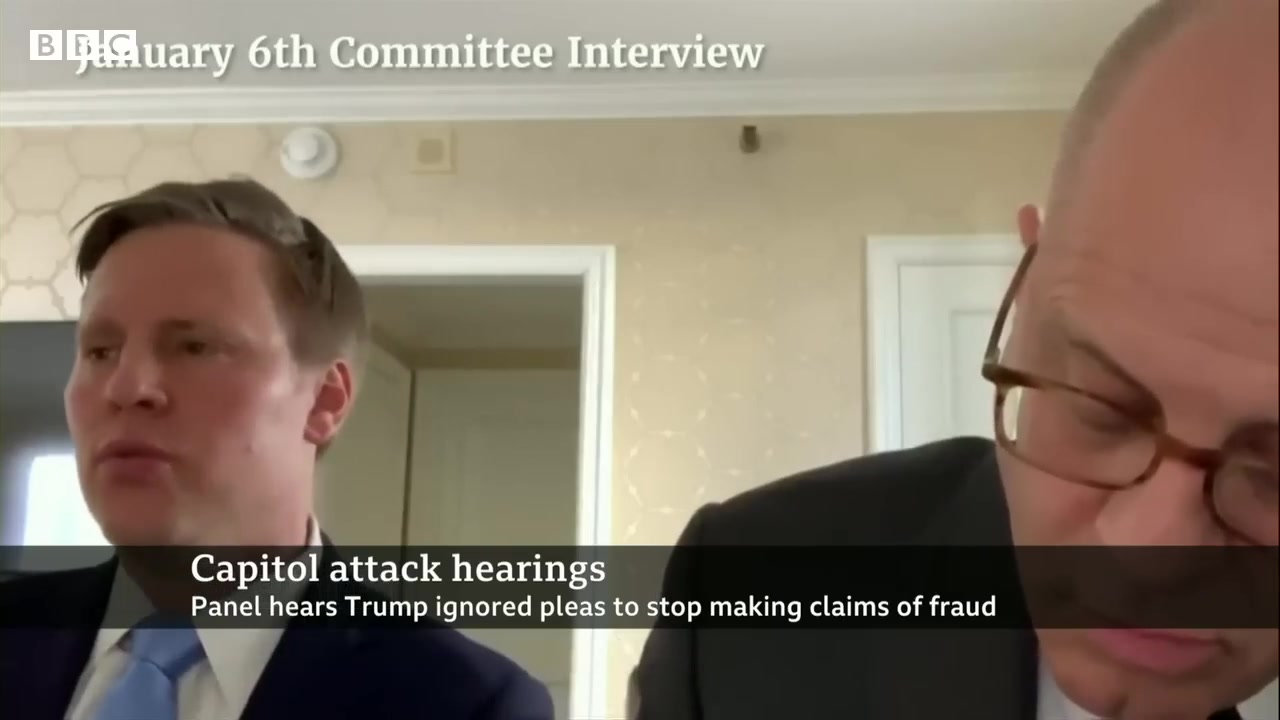 BBC
January 6th Committee Interview
Capitol attack hearings
Panel hears Trump ignored pleas to stop making claims of fraud